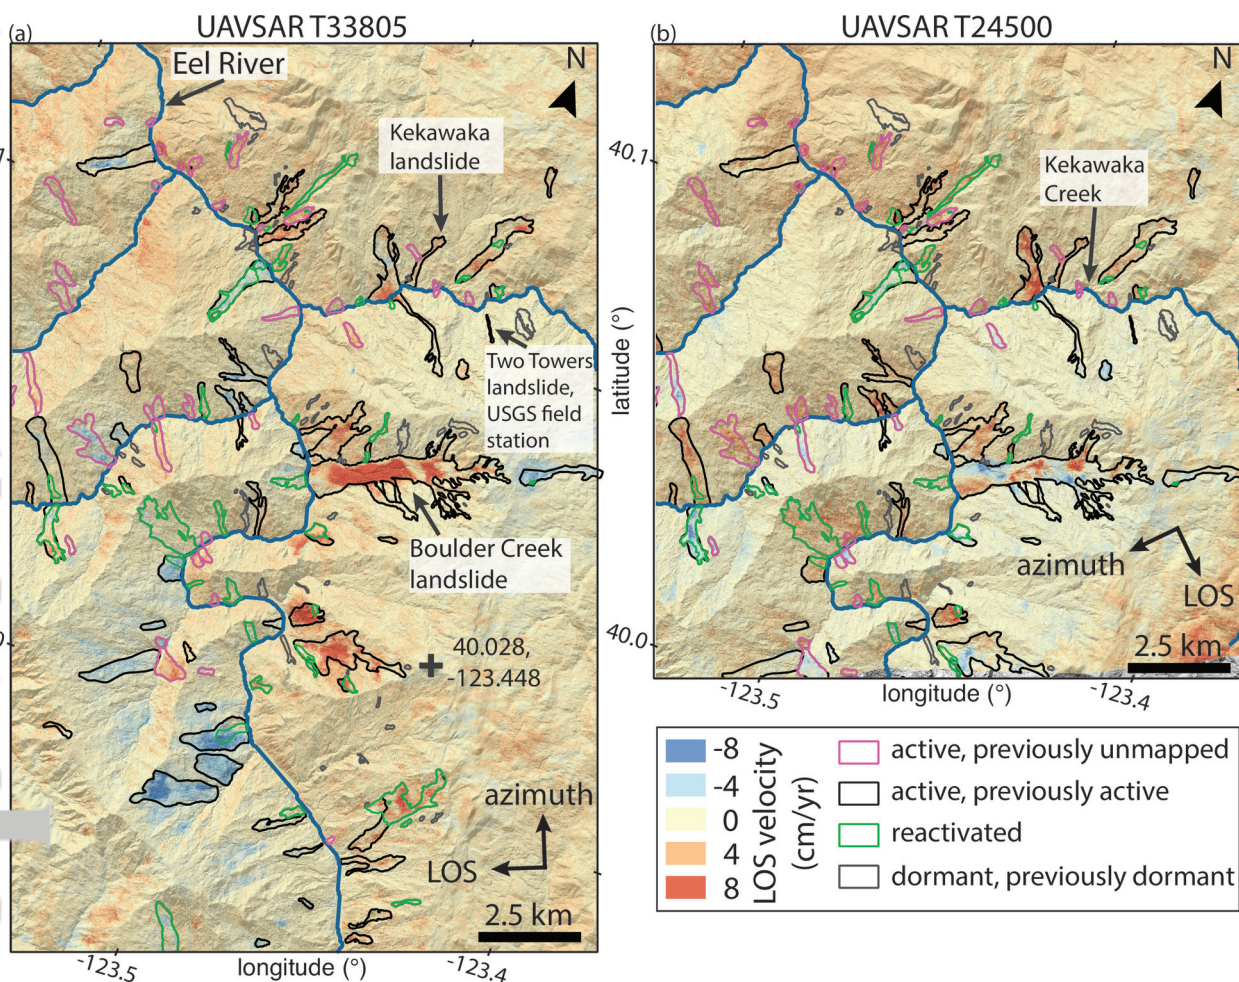 (a)
UAVSAR T33805
Eel River
Kekawaka
landslide
N
Two Towers
landslide,
USGS field
station
Boulder Creek
landslide
40.028,
-123.448
azimuth
LOS
2.5 km
-123.5
longitude (°)
-123.4
latitude (°)
(b)
UAVSAR T24500
N
40.1
Kekawaka
Creek
azimuth
LOS
40.0
2.5 km
-123.5
longitude (°)
-123.4
-8
-4
0
4
8
LOS velocity
(cm/yr)
active, previously unmapped
active, previously active
reactivated
dormant, previously dormant